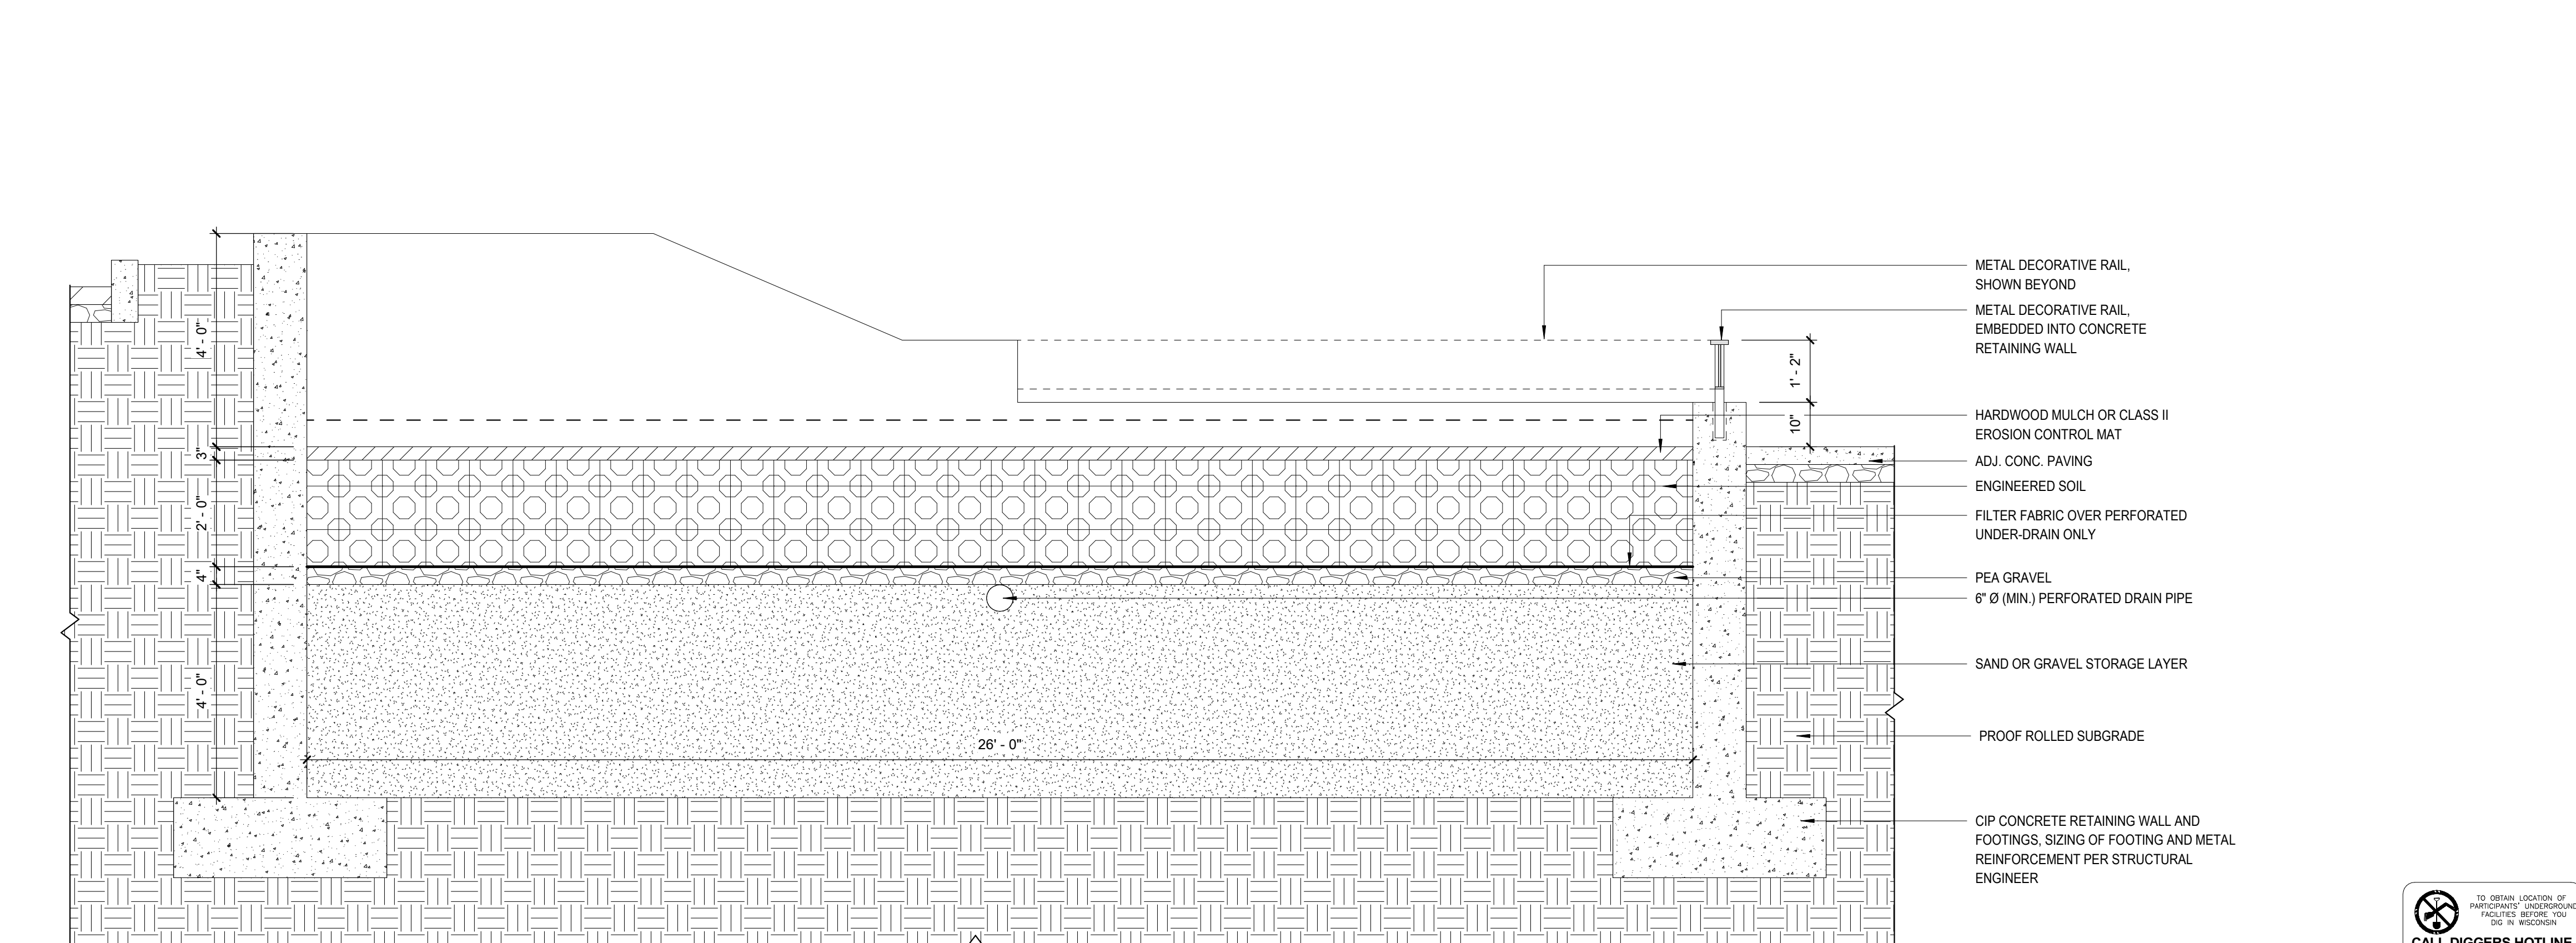 METAL DECORATIVE RAIL,
SHOWN BEYOND
METAL DECORATIVE RAIL,
EMBEDDED INTO CONCRETE
RETAINING WALL
HARDWOOD MULCH OR CLASS II
EROSION CONTROL MAT
ADJ. CONC. PAVING
ENGINEERED SOIL
FILTER FABRIC OVER PERFORATED
UNDER-DRAIN ONLY
PEA GRAVEL
6" Ø (MIN.) PERFORATED DRAIN PIPE
SAND OR GRAVEL STORAGE LAYER
PROOF ROLLED SUBGRADE
CIP CONCRETE RETAINING WALL AND
FOOTINGS, SIZING OF FOOTING AND METAL
REINFORCEMENT PER STRUCTURAL
ENGINEER
4' - 0"
3"
2' - 0"
4"
4' - 0"
26' - 0"
1' - 2"
10"
TO OBTAIN LOCATION OF
PARTICIPANTS' UNDERGROUND
FACILITIES BEFORE YOU
DIG IN WISCONSIN
CALL DIGGERS HOTLINE